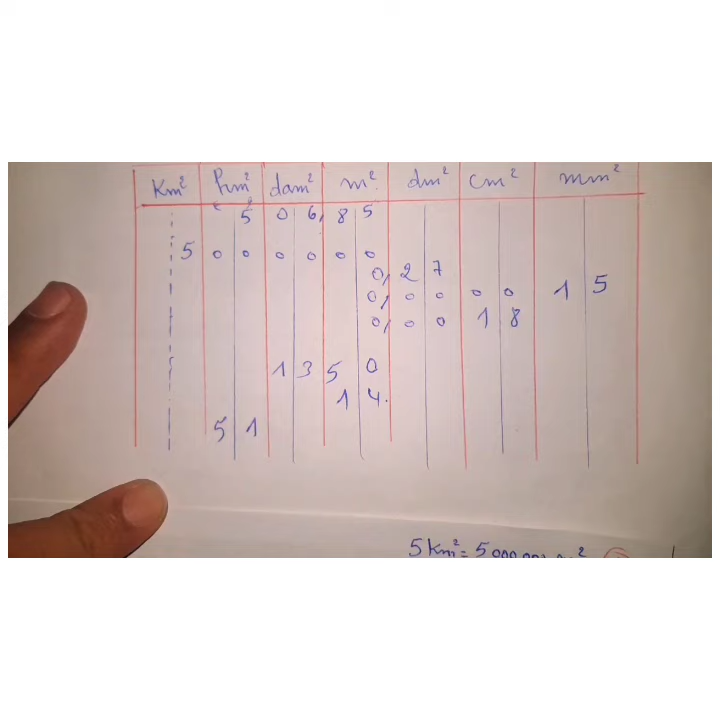 Km² hm² dam² m² dm² cm² mm²
5 0 6, 8 5
5 0 0 0 0 0 0
0, 2 7
0, 0 0 0 0 1 5
0, 0 0 1 8
1 3 5 0
1 4.
5 1
5 Km² = 5 000 000 m²